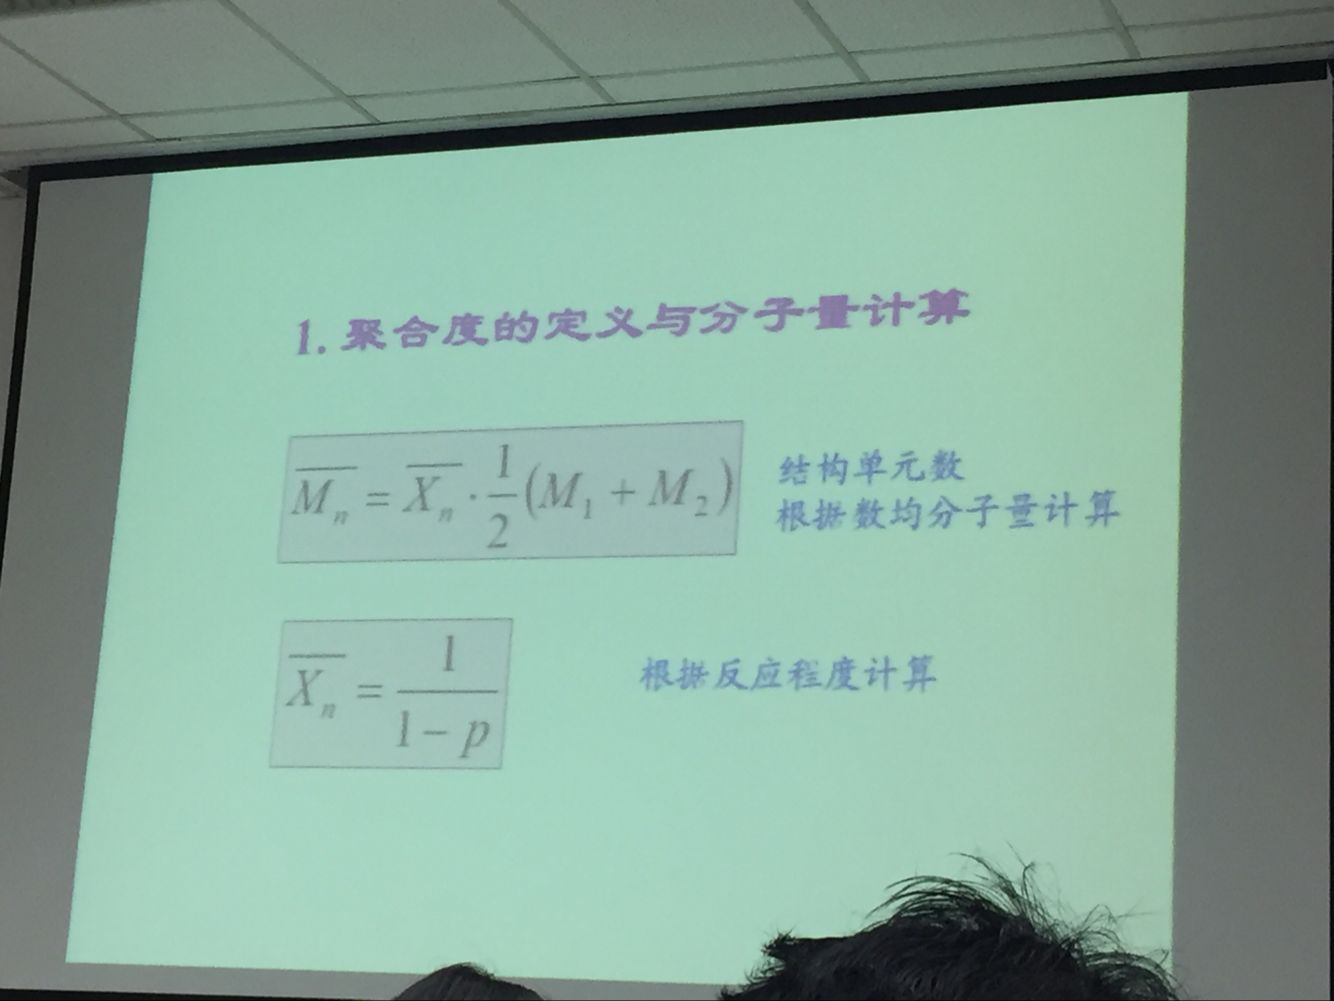 1. 聚合度的定义与分子量计算
$\overline{M_n} = \overline{X_n} \cdot \frac{1}{2}(M_1 + M_2)$
结构单元数
根据数均分子量计算
$\overline{X_n} = \frac{1}{1-p}$
根据反应程度计算